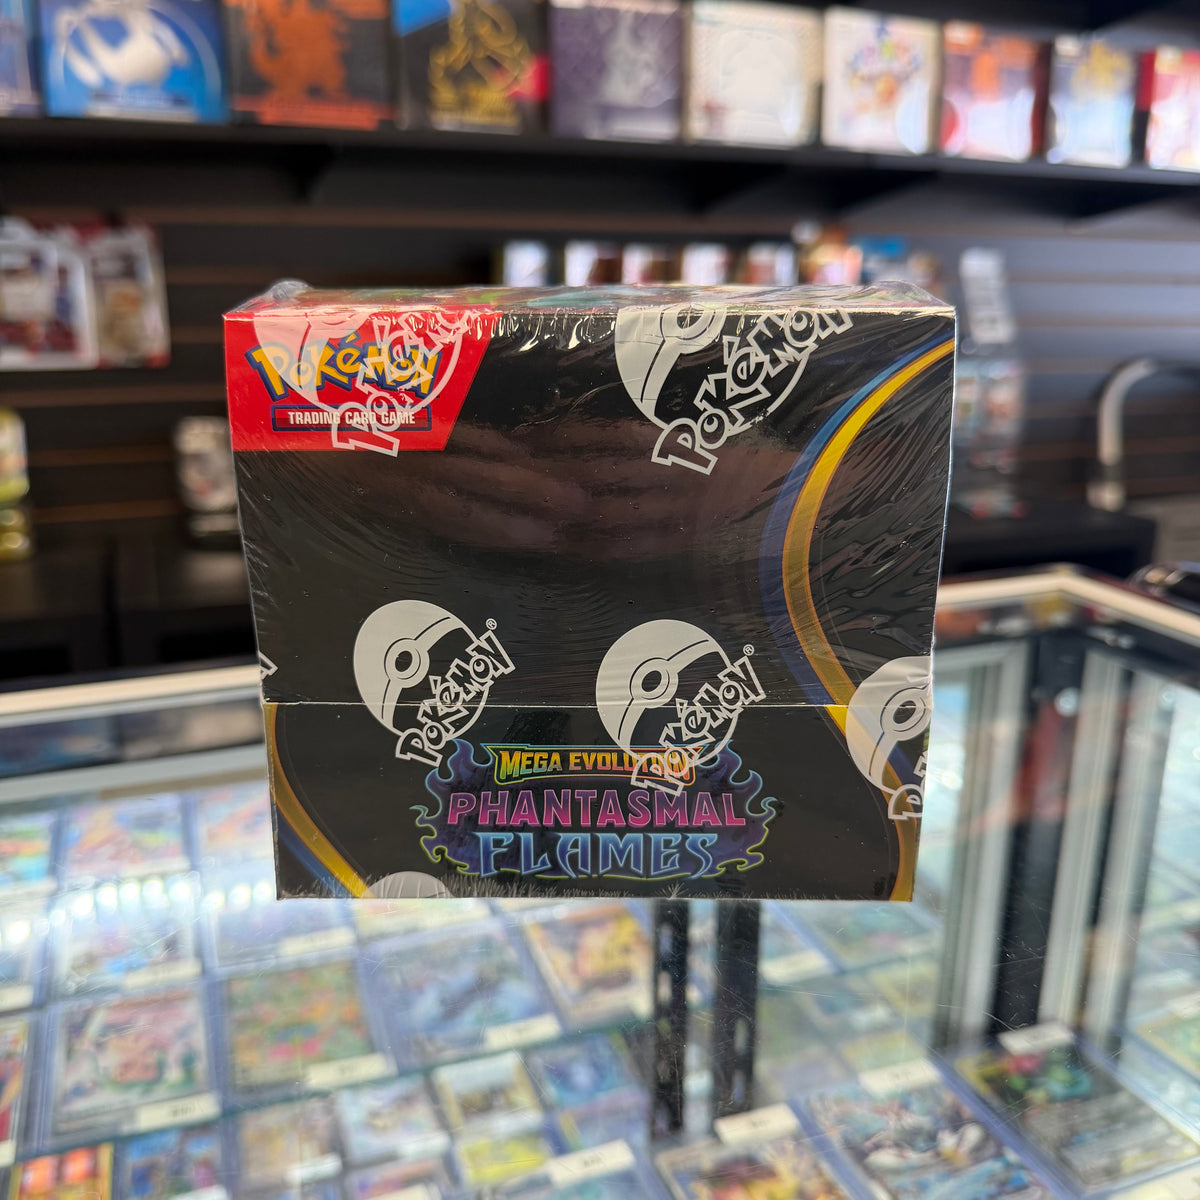 Pokémon
TRADING CARD GAME
Pokémon
Pokémon
Pokémon®
Pokémon®
MEGA EVOLUTION
PHANTASMAL
FLAMES